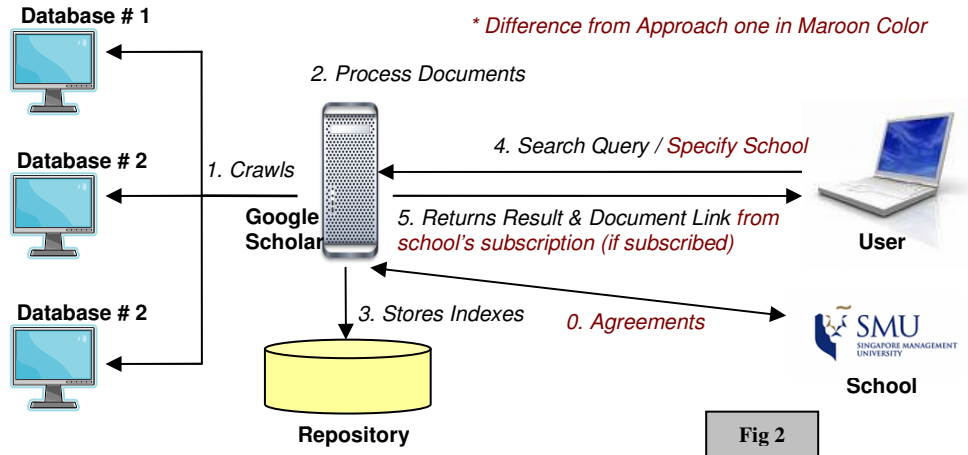 Database # 1
* Difference from Approach one in Maroon Color
2. Process Documents
Database # 2
1. Crawls
4. Search Query / Specify School
Google
Scholar
5. Returns Result & Document Link from
school's subscription (if subscribed)
User
Database # 2
3. Stores Indexes
0. Agreements
SMU
SINGAPORE MANAGEMENT
UNIVERSITY
School
Repository
Fig 2